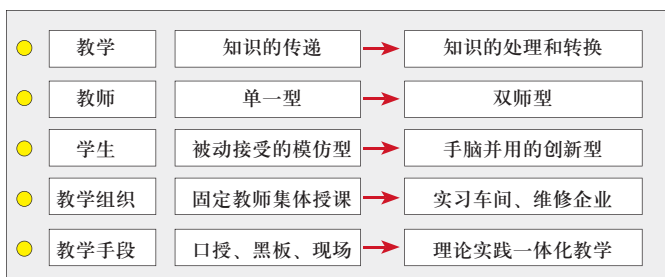 教学 知识的传递 知识的处理和转换
教师 单一型 双师型
学生 被动接受的模仿型 手脑并用的创新型
教学组织 固定教师集体授课 实习车间、维修企业
教学手段 口授、黑板、现场 理论实践一体化教学